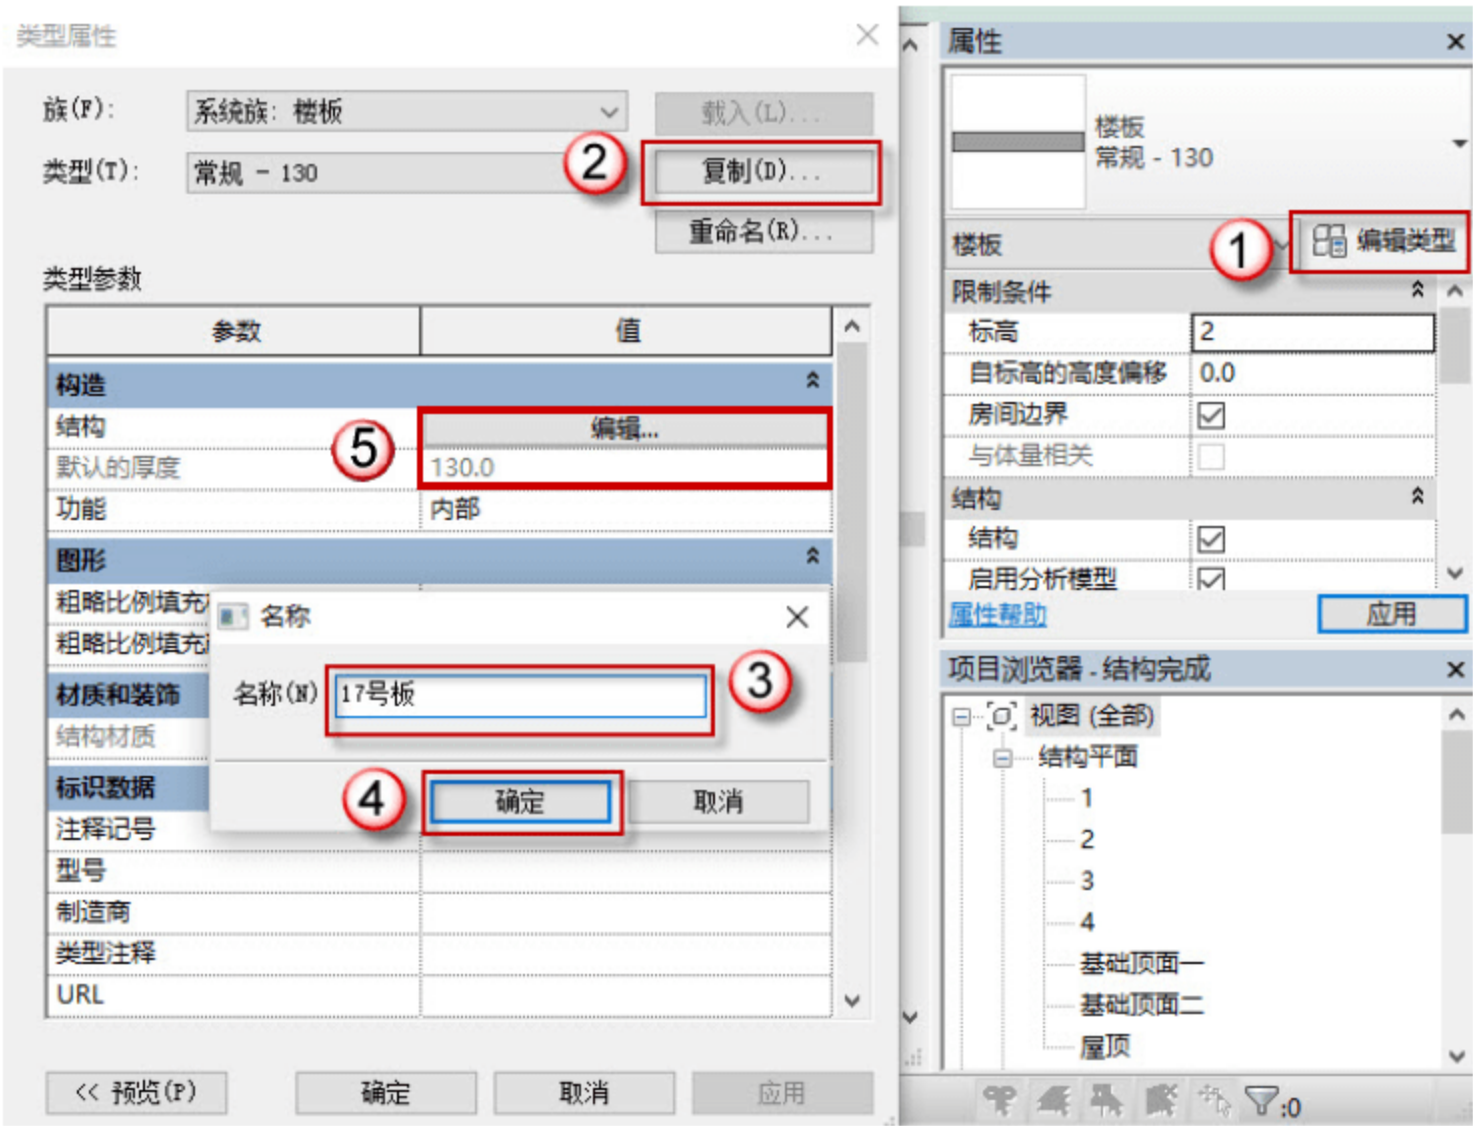 类型属性
族(F):
系统族: 楼板
载入(L)...
类型(T):
常规 - 130
2
复制(D)...
重命名(R)...
类型参数
参数
值
构造
结构
编辑...
5
默认的厚度
130.0
功能
内部
图形
粗略比例填充
粗略比例填充
材质和装饰
结构材质
标识数据
注释记号
型号
制造商
类型注释
URL
名称
名称(N)
17号板
3
4
确定
取消
<< 预览(P)
确定
取消
应用
属性
楼板
常规 - 130
楼板
1
编辑类型
限制条件
标高
2
自标高的高度偏移
0.0
房间边界
与体量相关
结构
结构
启用分析模型
属性帮助
应用
项目浏览器 - 结构完成
视图 (全部)
结构平面
1
2
3
4
基础顶面一
基础顶面二
屋顶
:0